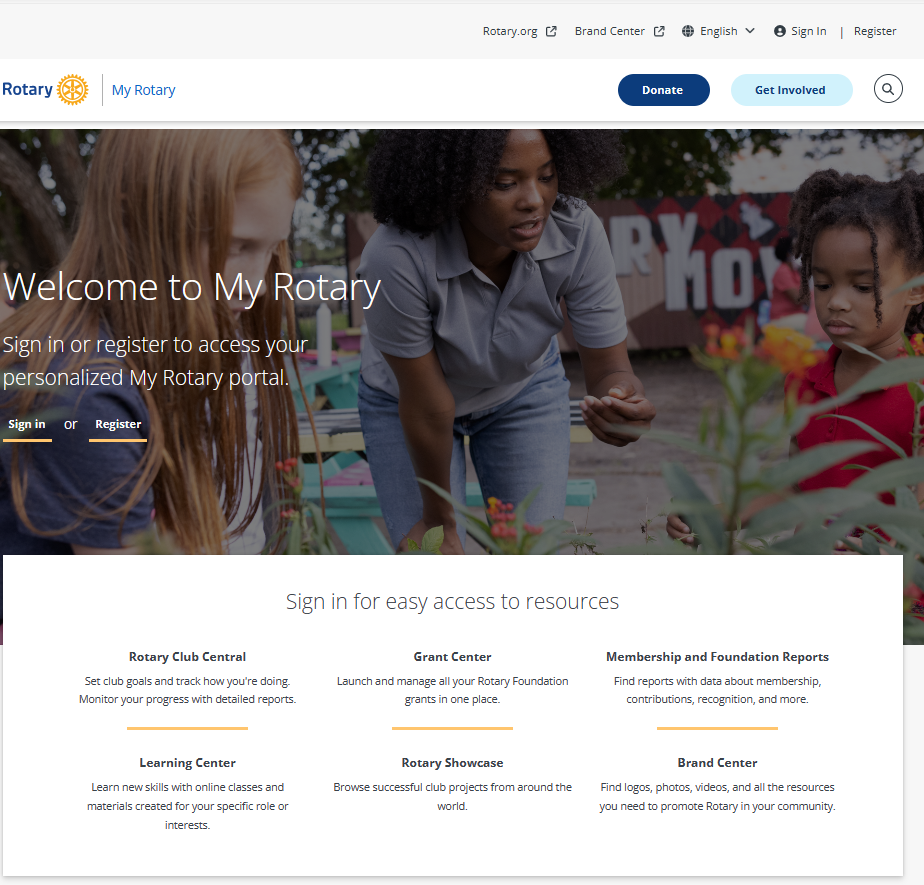 Rotary.org Brand Center English Sign In | Register
Rotary My Rotary Donate Get Involved
RY
MOV
Welcome to My Rotary
Sign in or register to access your
personalized My Rotary portal.
Sign in or Register
Sign in for easy access to resources
Rotary Club Central
Set club goals and track how you're doing.
Monitor your progress with detailed reports.
Grant Center
Launch and manage all your Rotary Foundation
grants in one place.
Membership and Foundation Reports
Find reports with data about membership,
contributions, recognition, and more.
Learning Center
Learn new skills with online classes and
materials created for your specific role or
interests.
Rotary Showcase
Browse successful club projects from around the
world.
Brand Center
Find logos, photos, videos, and all the resources
you need to promote Rotary in your community.